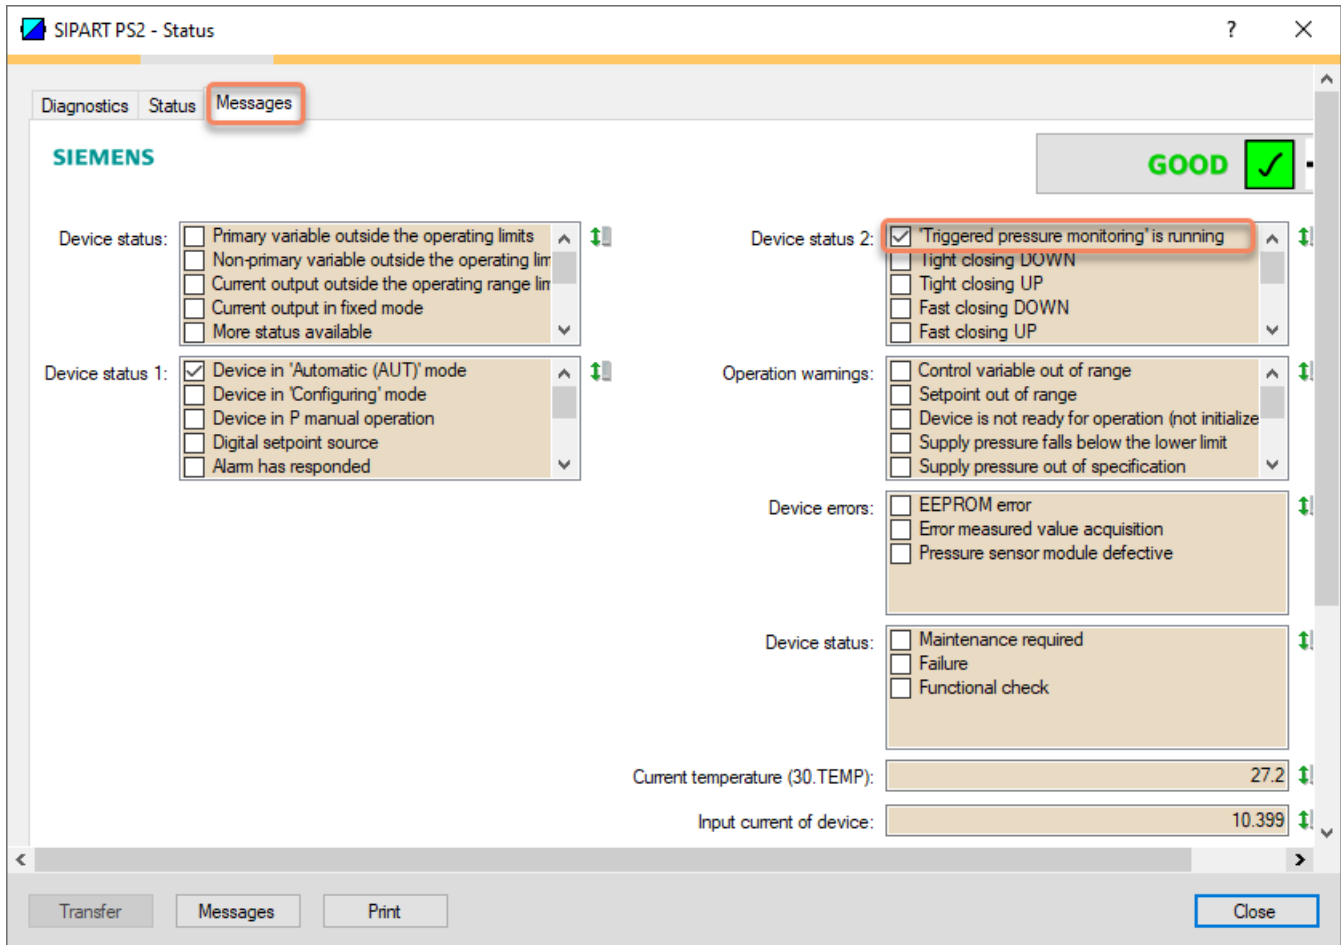 SIPART PS2 - Status
?
Diagnostics
Status
Messages
SIEMENS
GOOD
Device status:
Primary variable outside the operating limits
Non-primary variable outside the operating lim
Current output outside the operating range lim
Current output in fixed mode
More status available
Device status 2:
'Triggered pressure monitoring' is running
Tight closing DOWN
Tight closing UP
Fast closing DOWN
Fast closing UP
Device status 1:
Device in 'Automatic (AUT)' mode
Device in 'Configuring' mode
Device in P manual operation
Digital setpoint source
Alarm has responded
Operation warnings:
Control variable out of range
Setpoint out of range
Device is not ready for operation (not initialize
Supply pressure falls below the lower limit
Supply pressure out of specification
Device errors:
EEPROM error
Error measured value acquisition
Pressure sensor module defective
Device status:
Maintenance required
Failure
Functional check
Current temperature (30.TEMP):
27.2
Input current of device:
10.399
Transfer
Messages
Print
Close